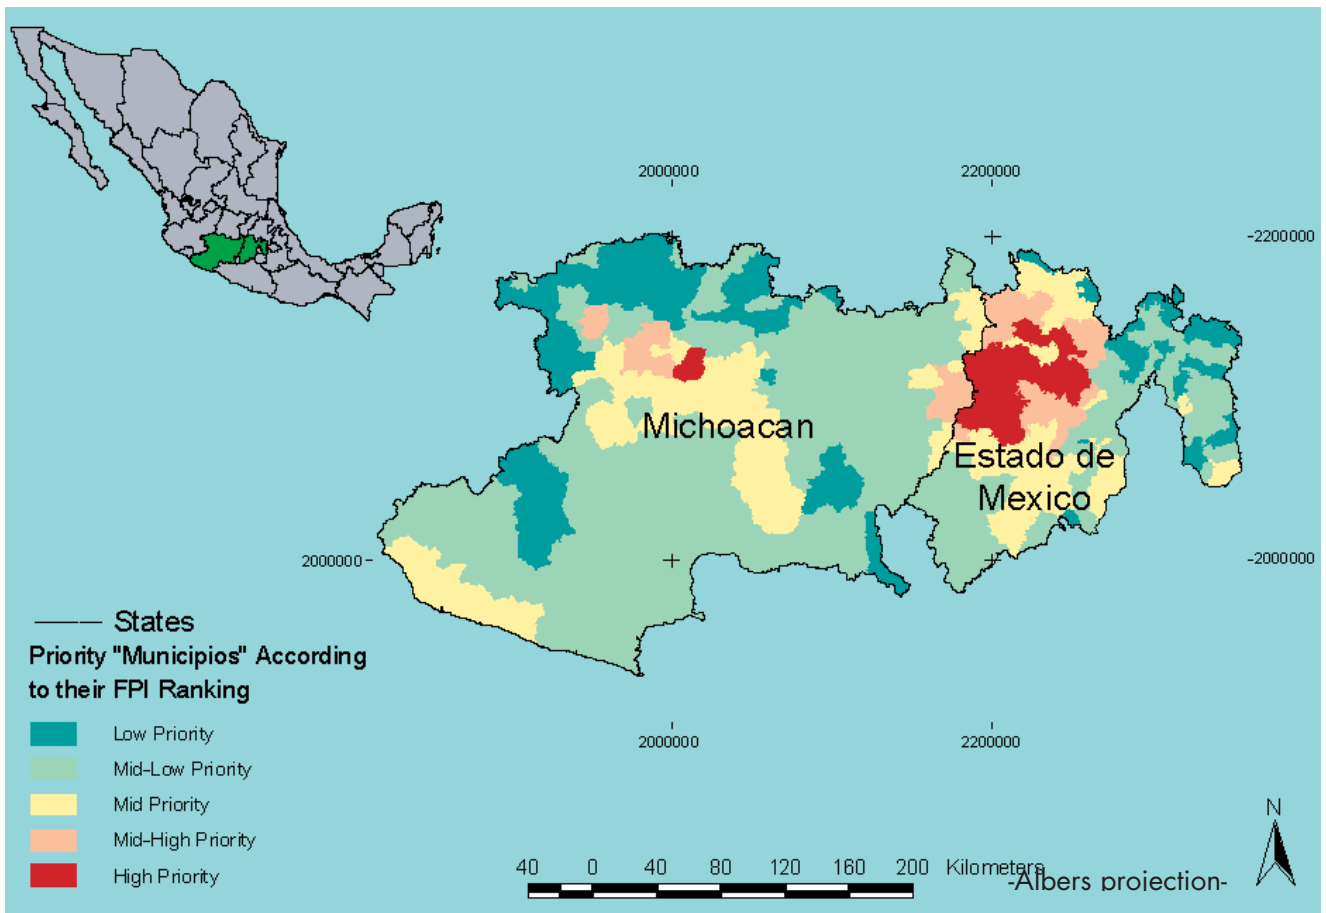 2000000 2200000
-2200000
Michoacan
Estado de
Mexico
2000000- -2000000
States
Priority "Municipios" According
to their FPI Ranking
Low Priority
Mid-Low Priority
Mid Priority
Mid-High Priority
High Priority
2000000 2200000
N
40 0 40 80 120 160 200 Kilometers
-Albers projection-